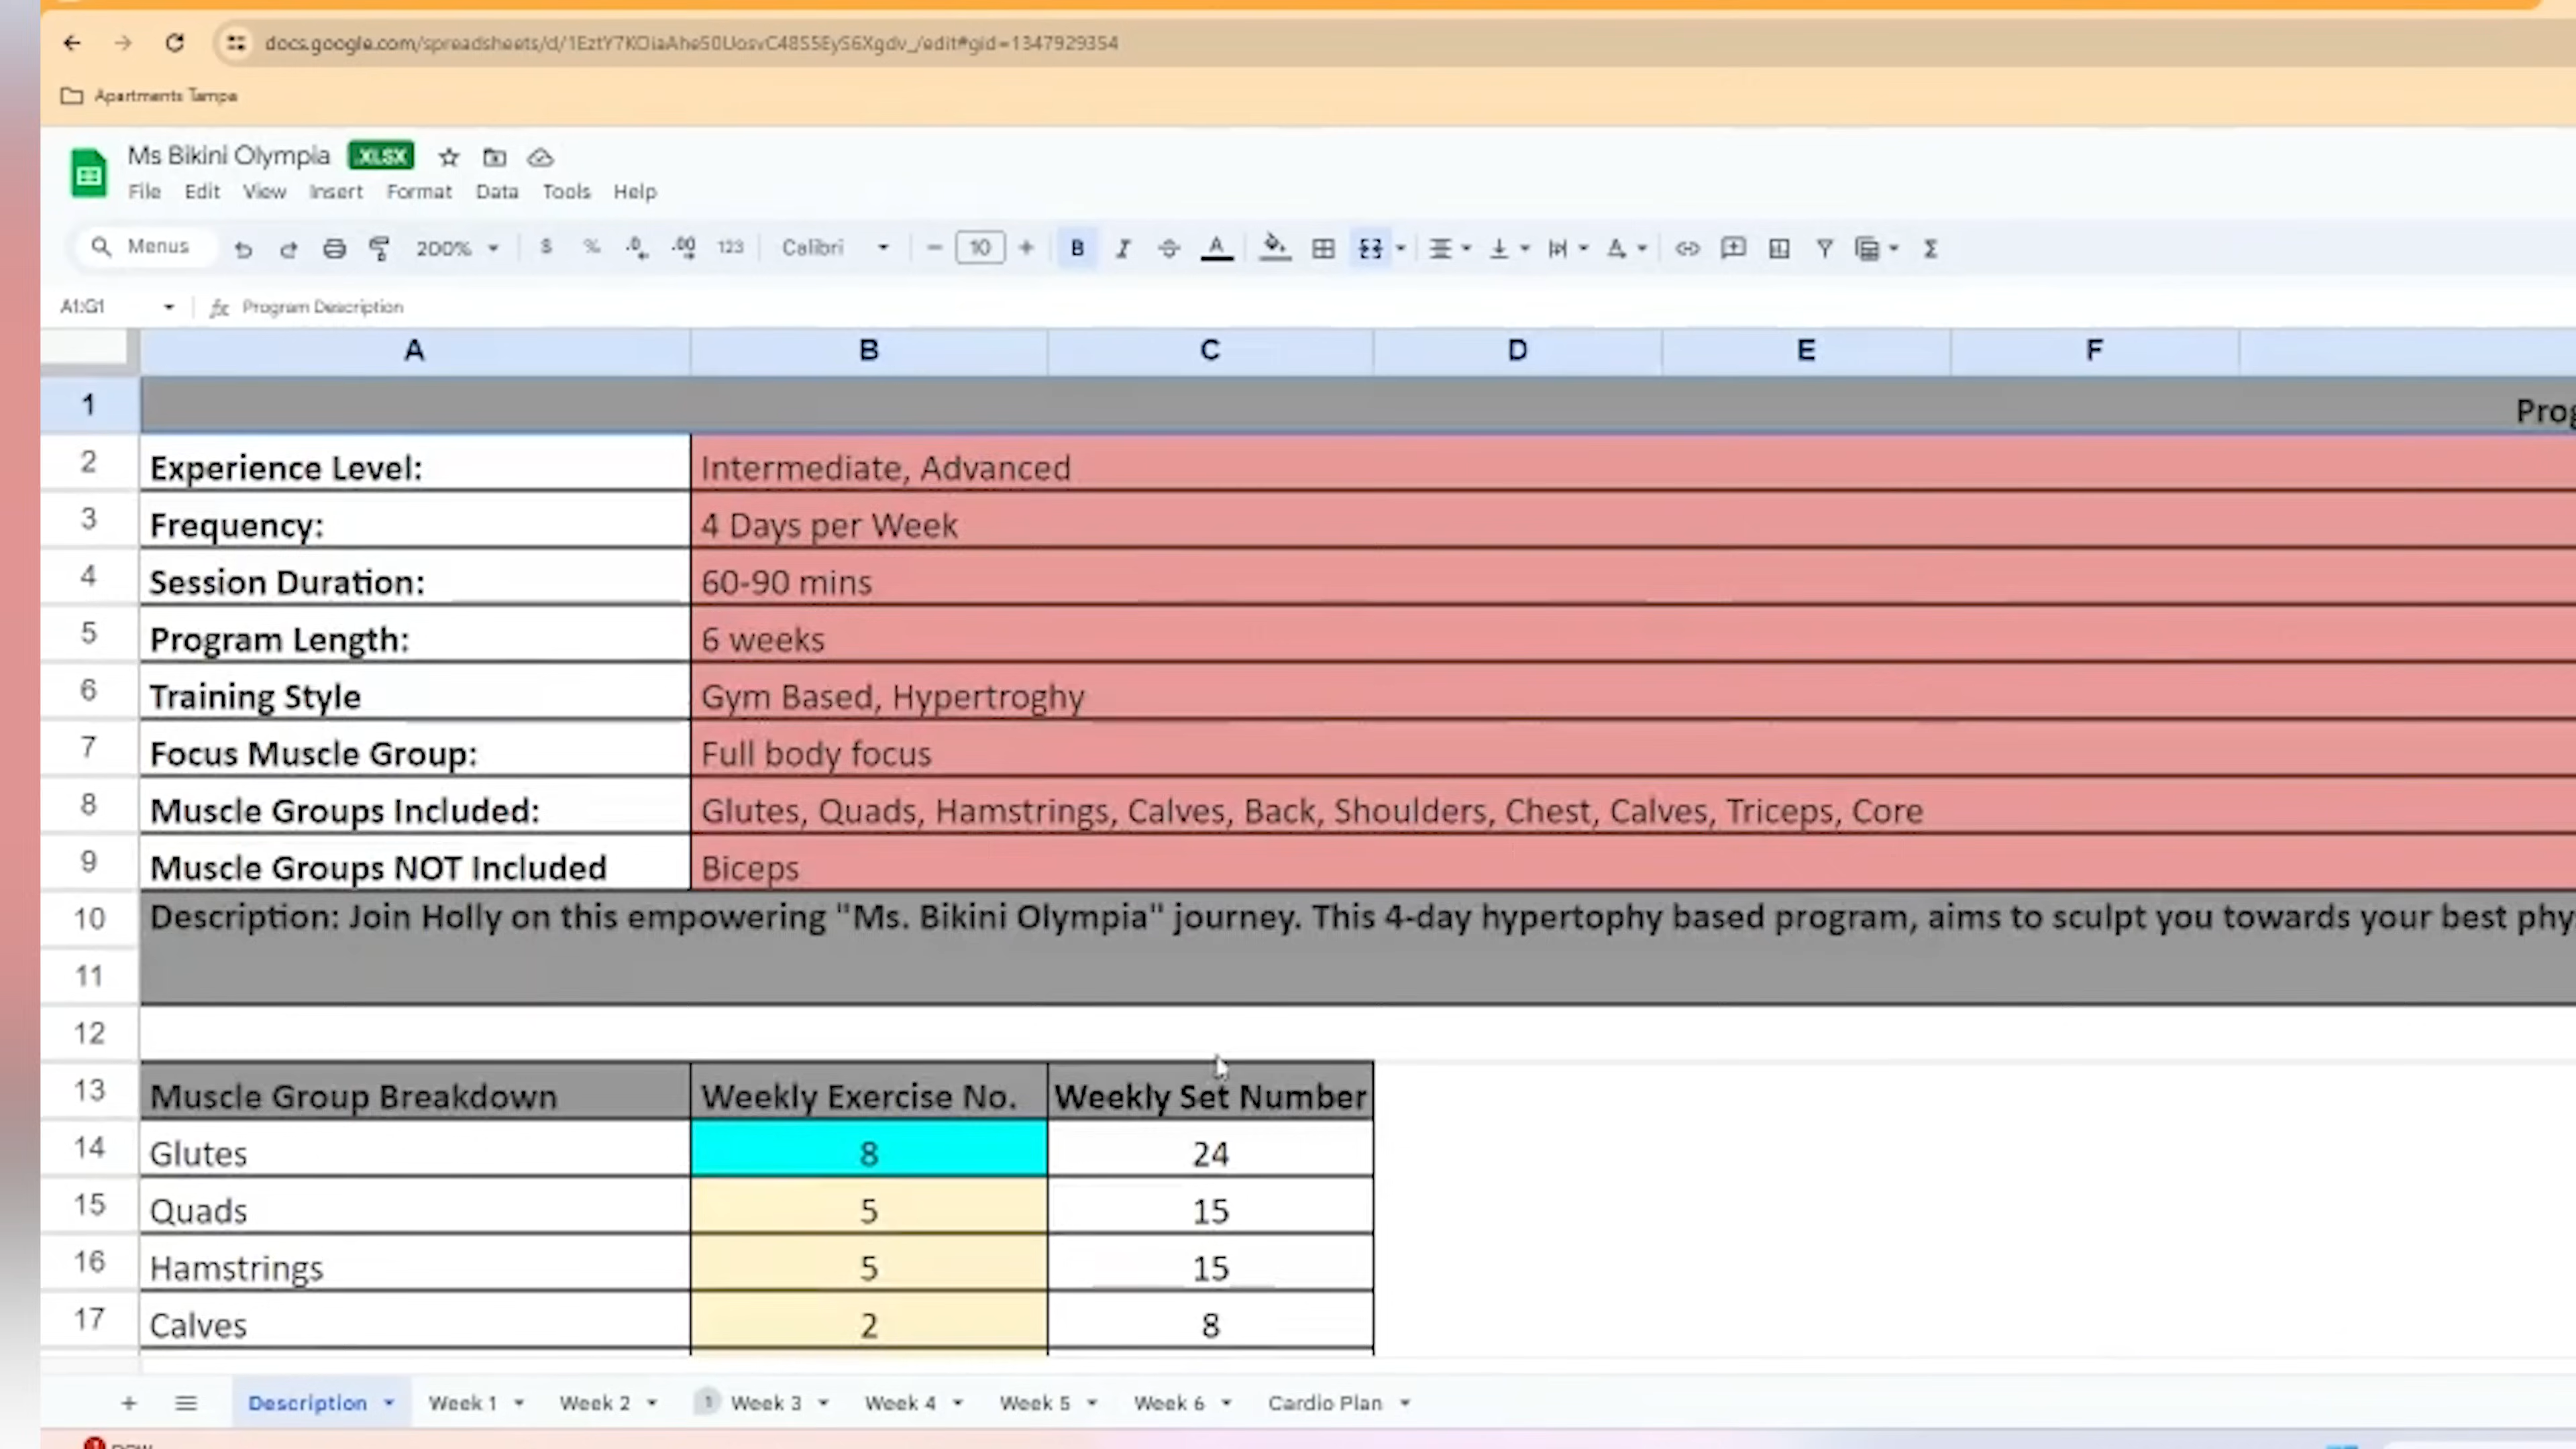 docs.google.com/spreadsheets/d/
Apartments Tampa
Ms Bikini Olympia .XLSX
File Edit View Insert Format Data Tools Help
Menus 200% $ % .0 .00 123 Calibri 10 B I A Σ
A1:G1 fx Program Description
A B C D E F
1 Prog
2 Experience Level: Intermediate, Advanced
3 Frequency: 4 Days per Week
4 Session Duration: 60-90 mins
5 Program Length: 6 weeks
6 Training Style Gym Based, Hypertroghy
7 Focus Muscle Group: Full body focus
8 Muscle Groups Included: Glutes, Quads, Hamstrings, Calves, Back, Shoulders, Chest, Calves, Triceps, Core
9 Muscle Groups NOT Included Biceps
10 Description: Join Holly on this empowering "Ms. Bikini Olympia" journey. This 4-day hypertophy based program, aims to sculpt you towards your best phy
11
12
13 Muscle Group Breakdown Weekly Exercise No. Weekly Set Number
14 Glutes 8 24
15 Quads 5 15
16 Hamstrings 5 15
17 Calves 2 8
+ Description Week 1 Week 2 1 Week 3 Week 4 Week 5 Week 6 Cardio Plan